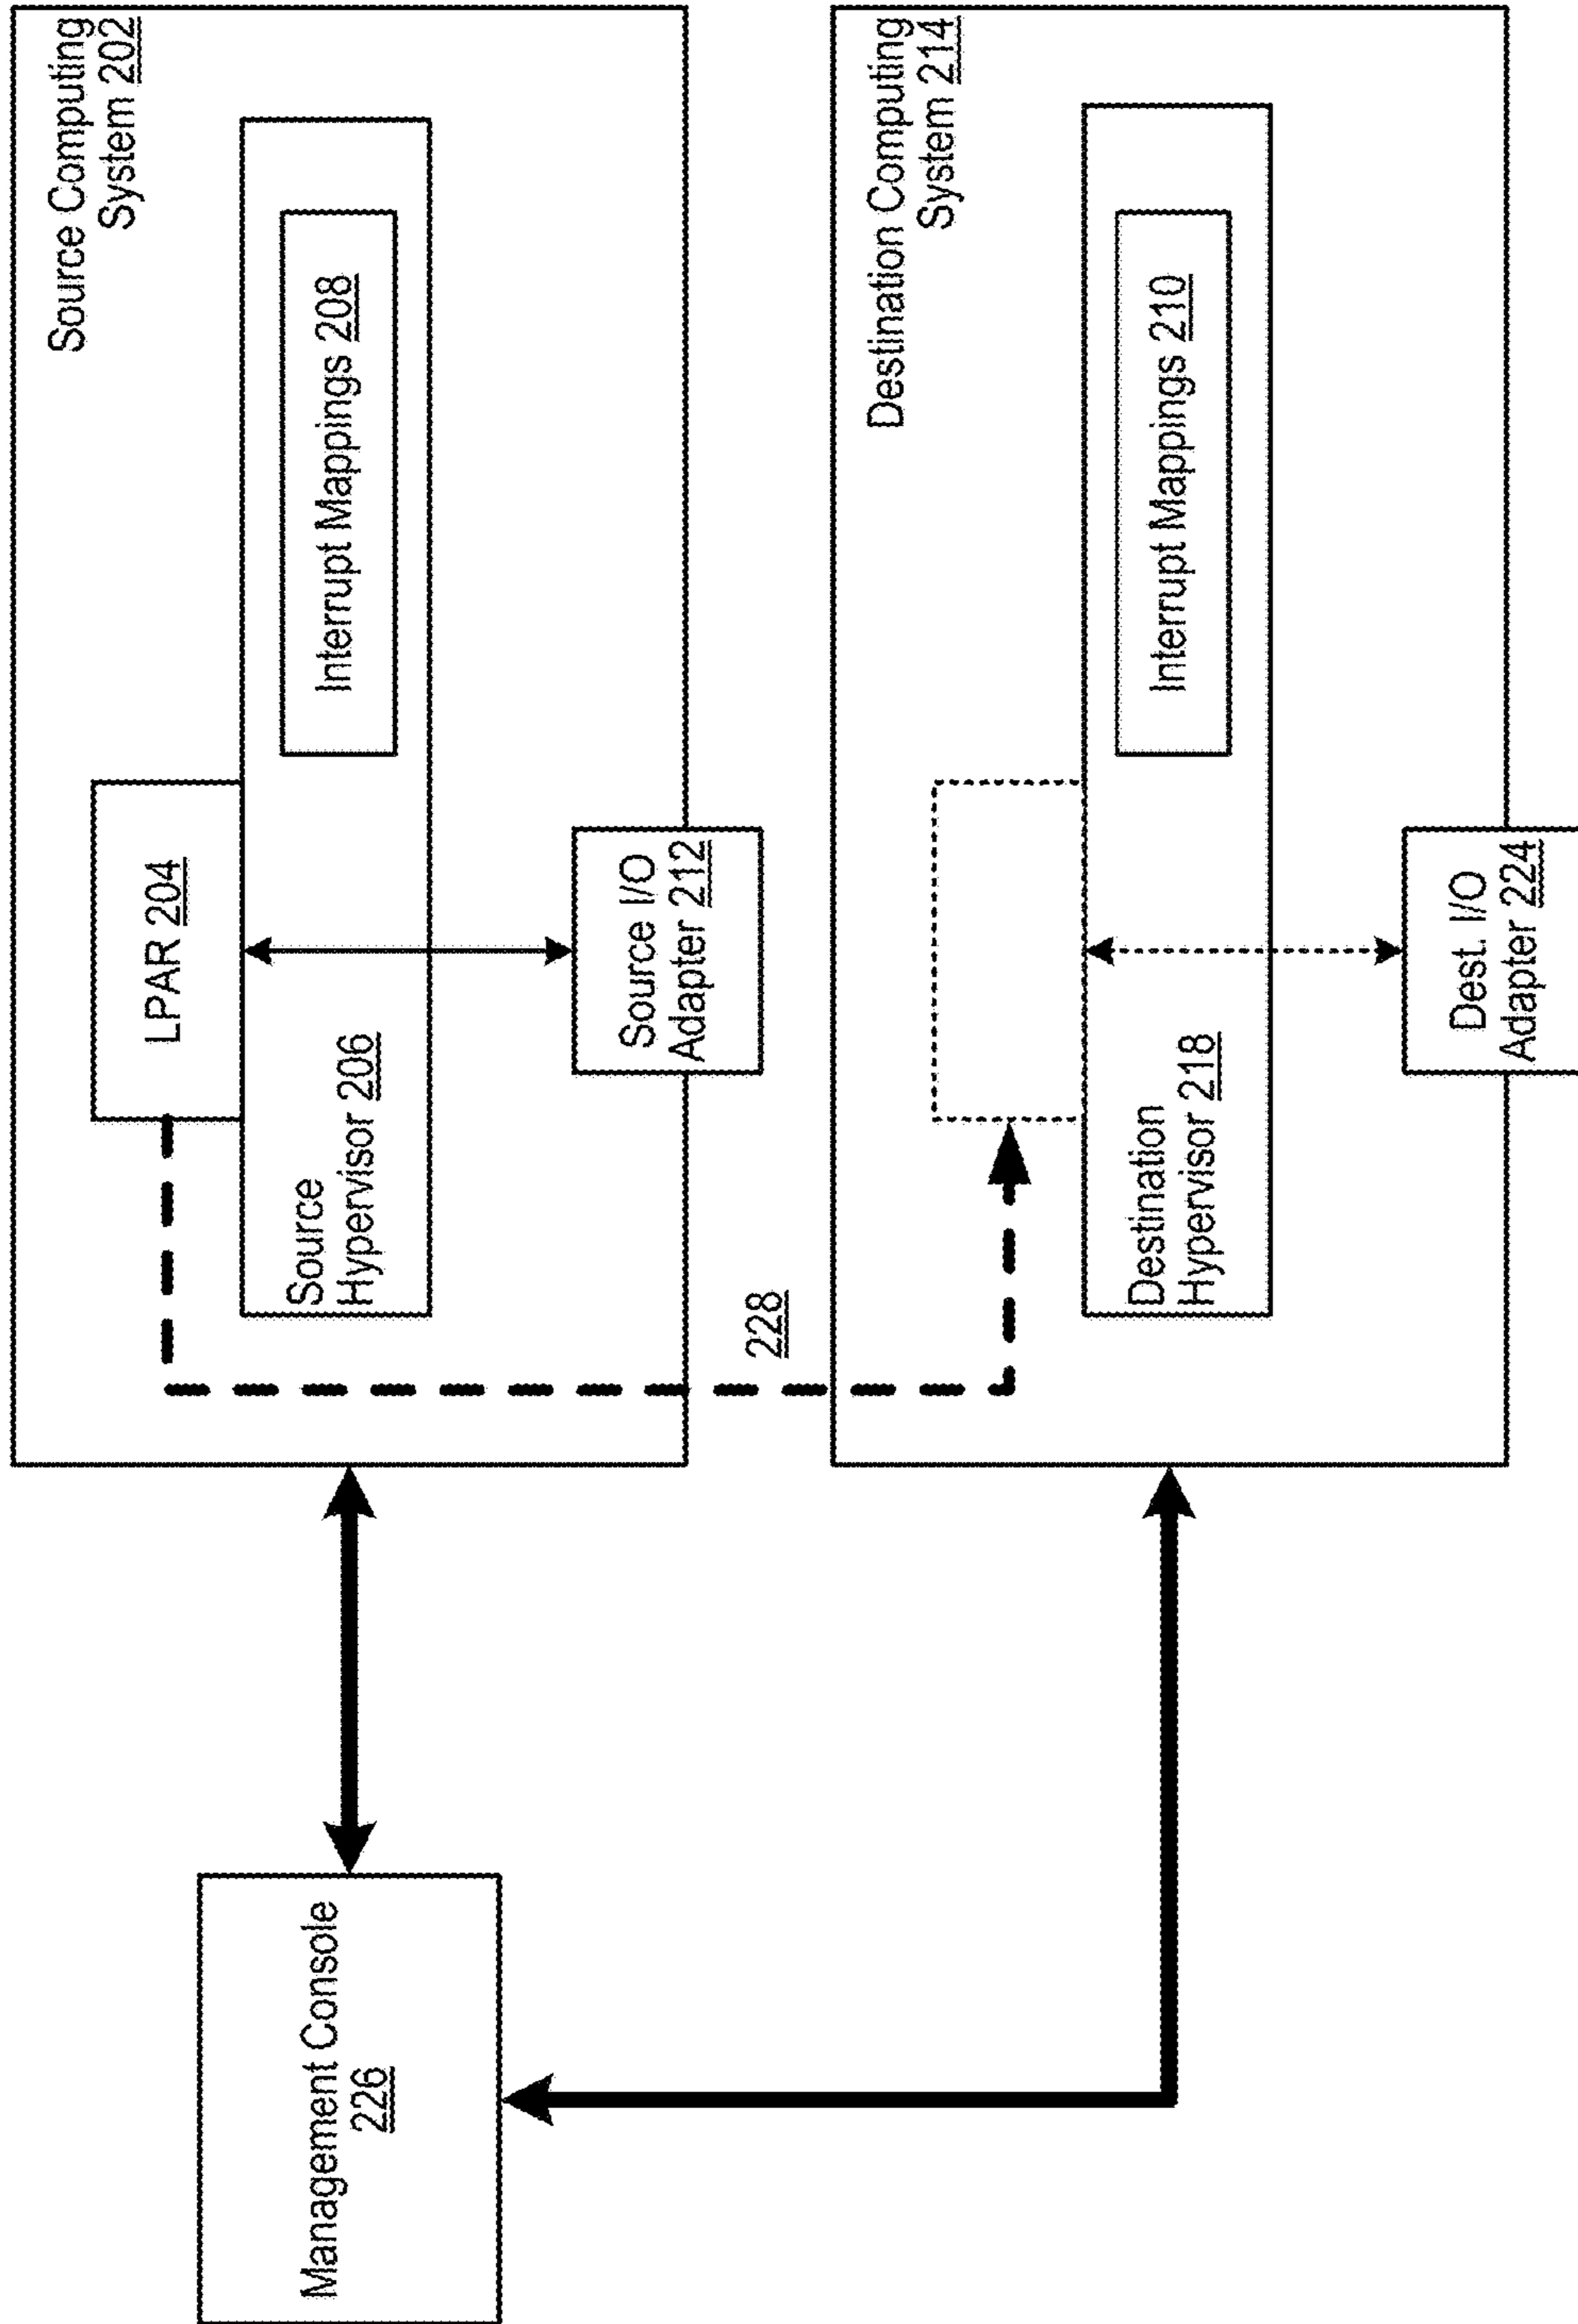 Management Console
226
Source Computing
System 202
LPAR 204
Source
Hypervisor 206
Interrupt Mappings 208
Source I/O
Adapter 212
228
Destination Computing
System 214
Destination
Hypervisor 218
Interrupt Mappings 210
Dest. I/O
Adapter 224